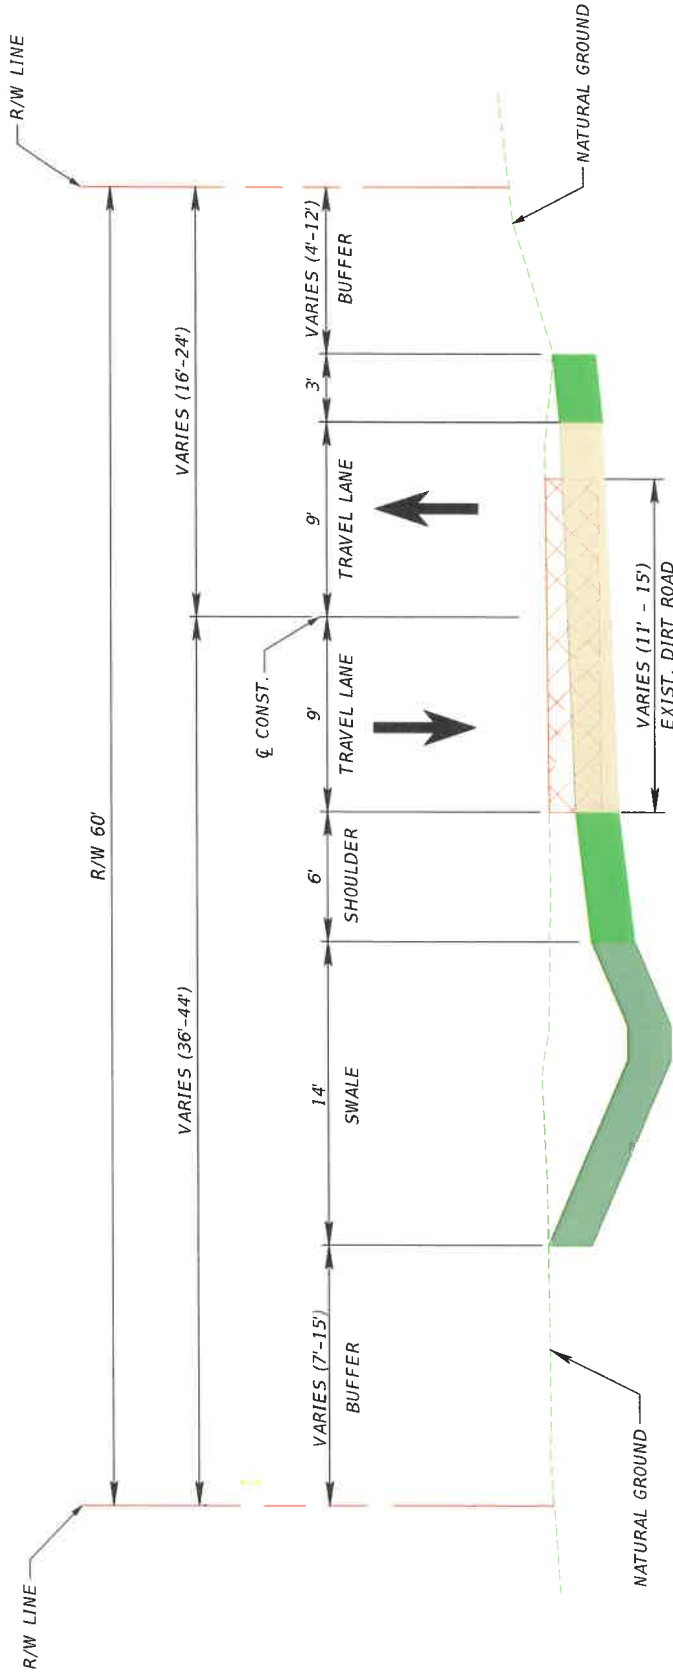 R/W LINE
R/W LINE
R/W 60'
VARIES (36'-44')
VARIES (16'-24')
℄ CONST.
VARIES (7'-15')
BUFFER
14'
SWALE
6'
SHOULDER
9'
TRAVEL LANE
9'
TRAVEL LANE
3'
VARIES (4'-12')
BUFFER
NATURAL GROUND
NATURAL GROUND
VARIES (11' - 15')
EXIST. DIRT ROAD